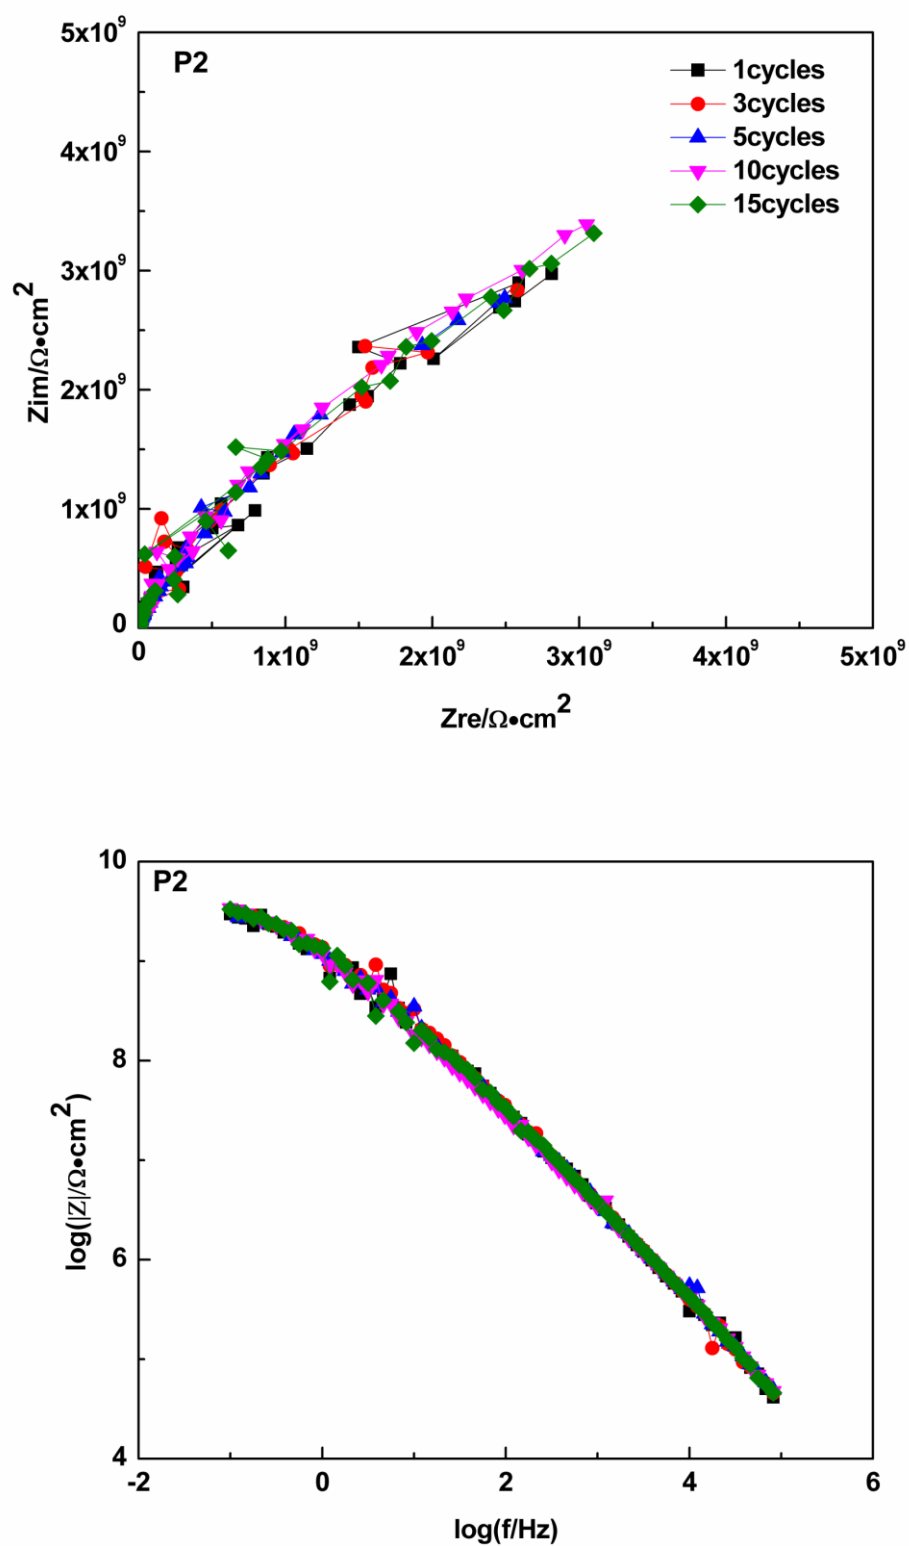 P2
5x10⁹
4x10⁹
3x10⁹
2x10⁹
1x10⁹
0
Zim/Ω•cm²
1cycles
3cycles
5cycles
10cycles
15cycles
0 1x10⁹ 2x10⁹ 3x10⁹ 4x10⁹ 5x10⁹
Zre/Ω•cm²
P2
10
8
6
4
log(|Z|/Ω•cm²)
-2 0 2 4 6
log(f/Hz)